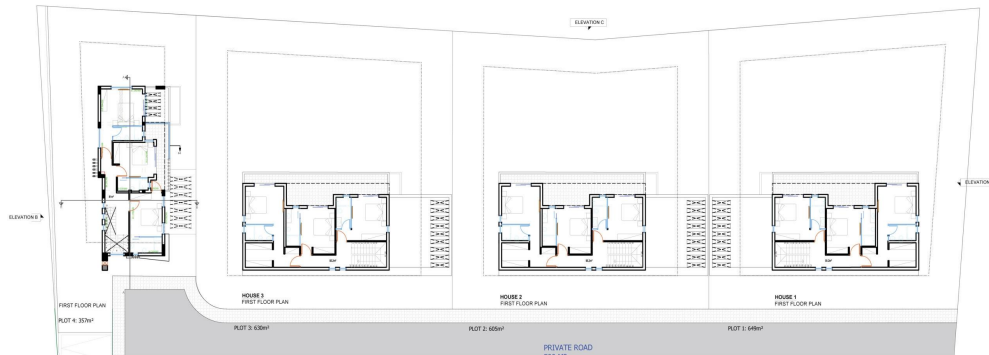 ELEVATION C
ELEVATION
ELEVATION B
HOUSE 3
FIRST FLOOR PLAN
HOUSE 2
FIRST FLOOR PLAN
HOUSE 1
FIRST FLOOR PLAN
FIRST FLOOR PLAN
PLOT 4: 357m²
PLOT 3: 630m²
PLOT 2: 605m²
PLOT 1: 649m²
PRIVATE ROAD